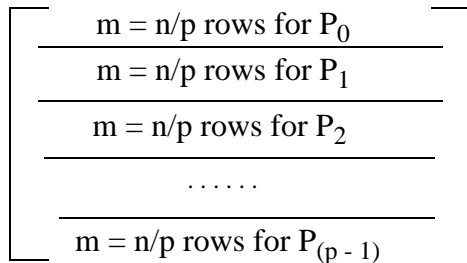 m = n/p rows for P0
m = n/p rows for P1
m = n/p rows for P2
......
m = n/p rows for P(p - 1)